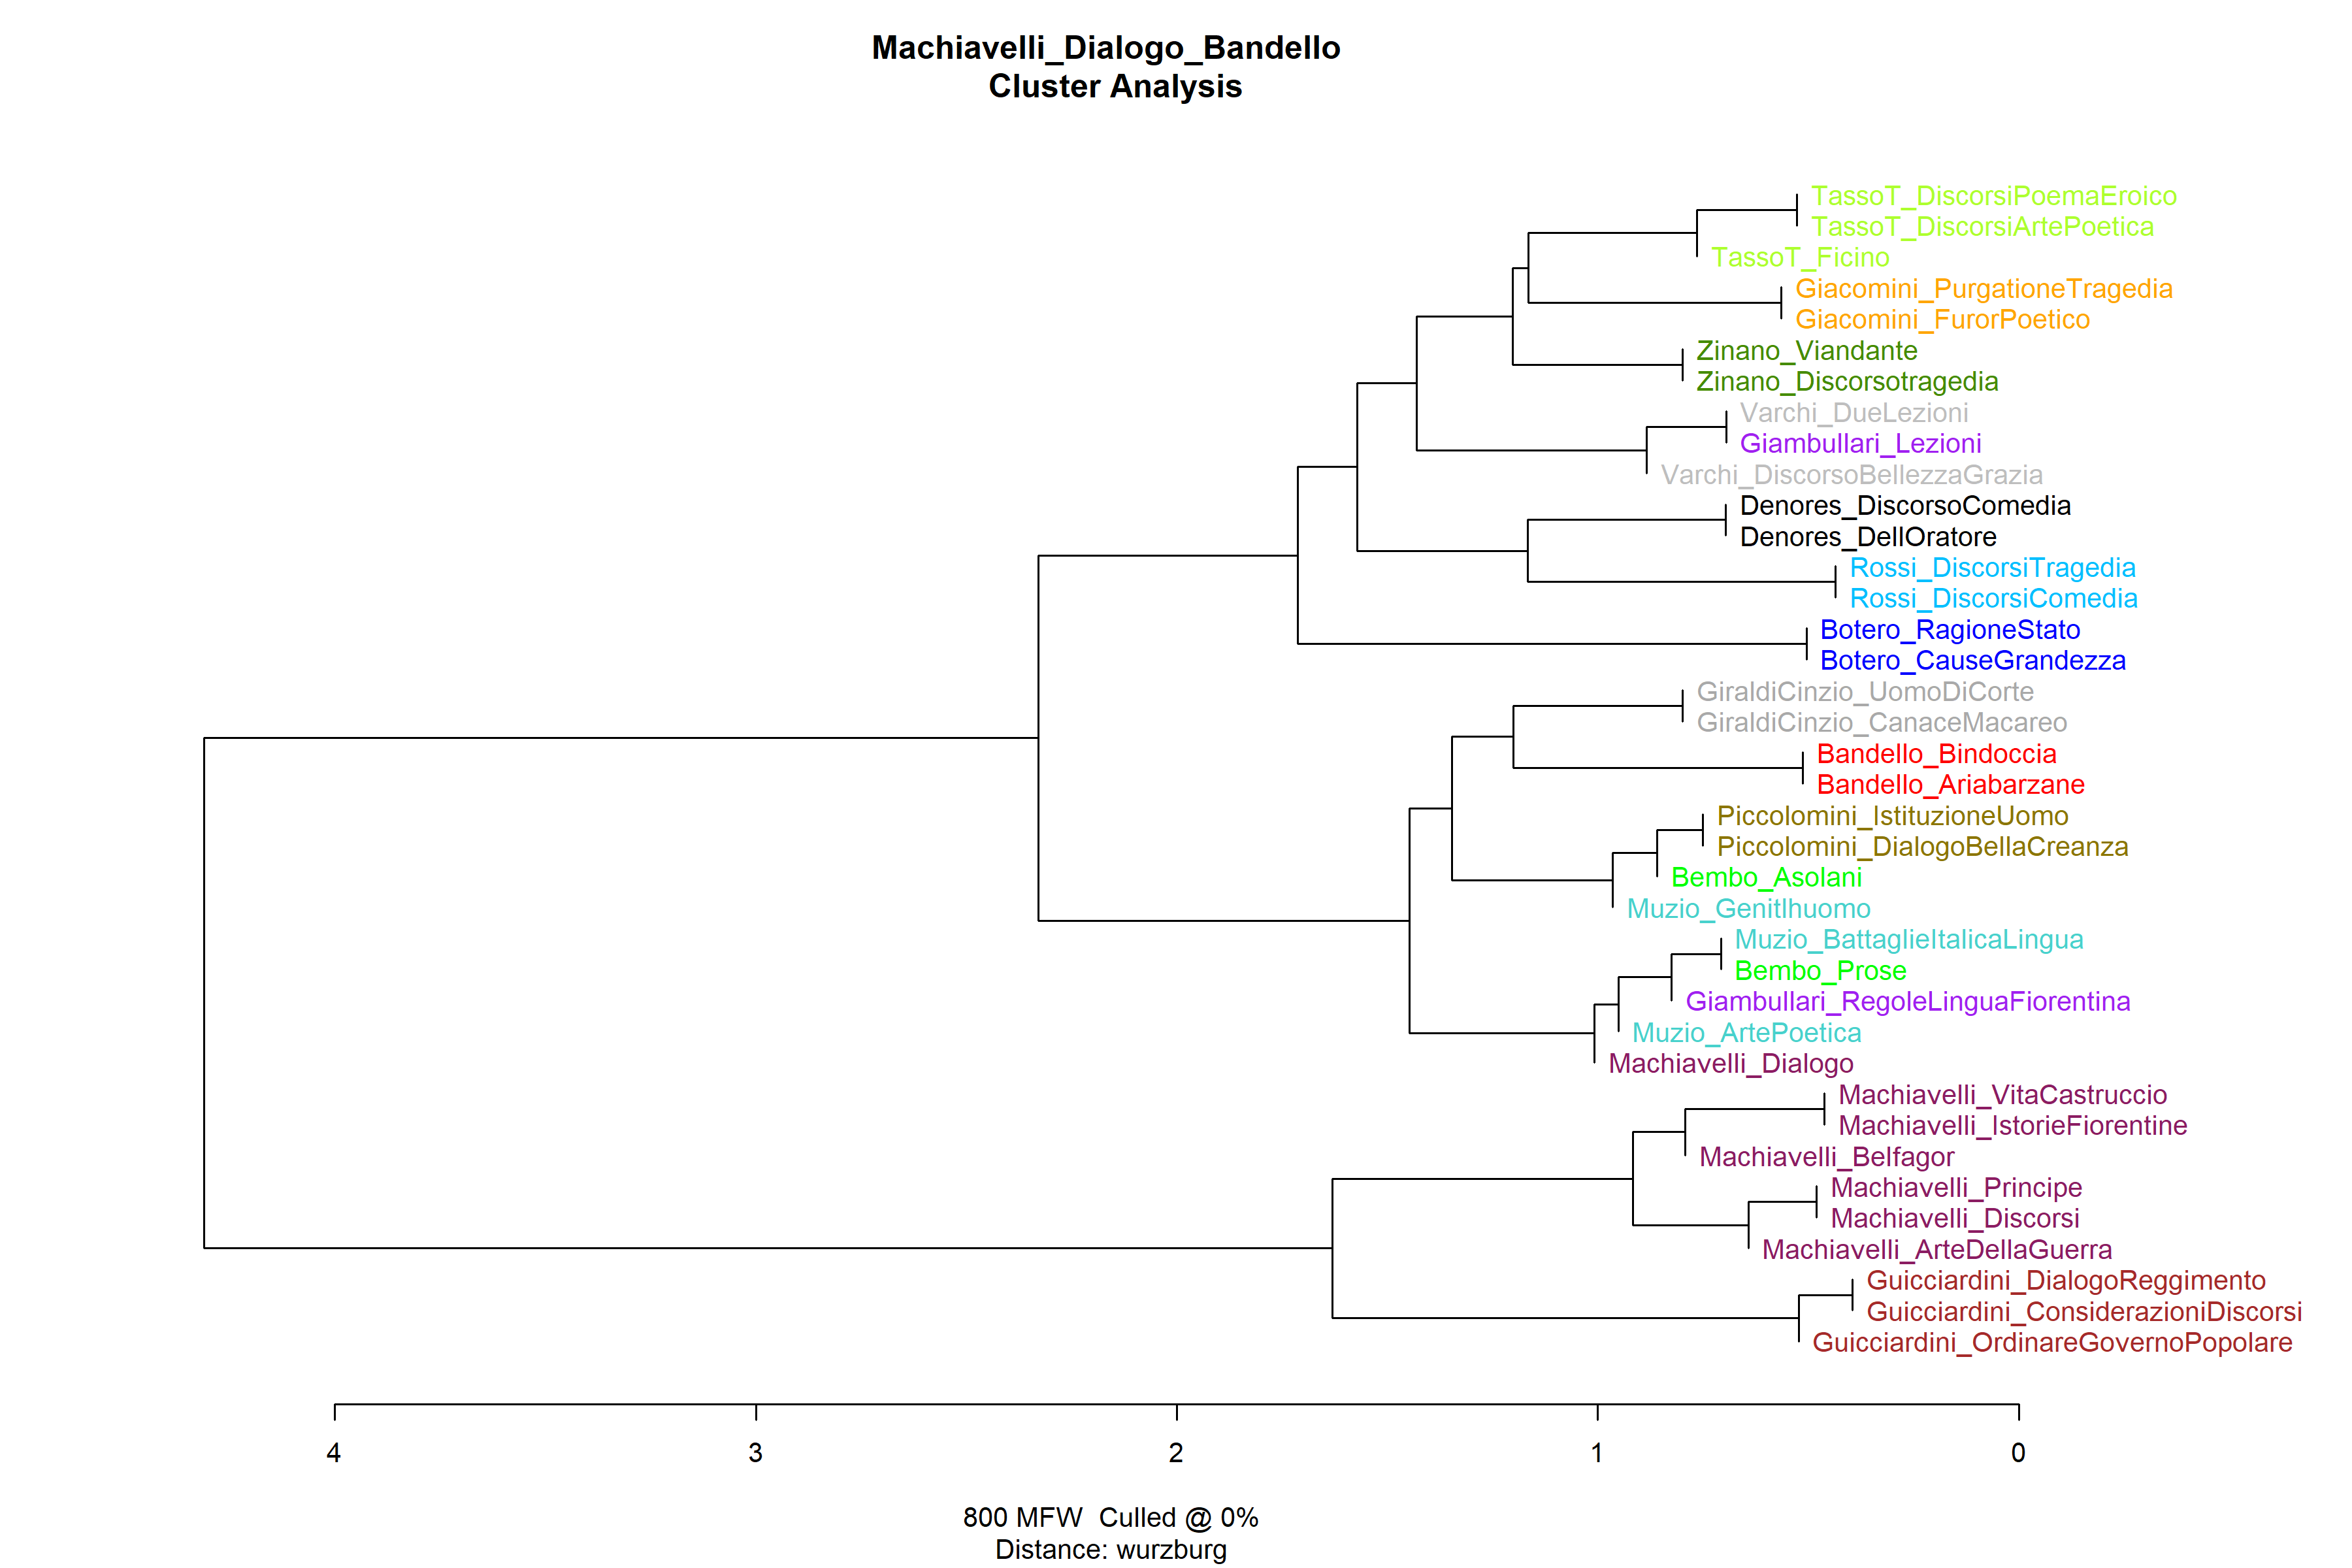 Machiavelli_Dialogo_Bandello
Cluster Analysis
TassoT_DiscorsiPoemaEroico
TassoT_DiscorsiArtePoetica
TassoT_Ficino
Giacomini_PurgationeTragedia
Giacomini_FurorPoetico
Zinano_Viandante
Zinano_Discorsotragedia
Varchi_DueLezioni
Giambullari_Lezioni
Varchi_DiscorsoBellezzaGrazia
Denores_DiscorsoComedia
Denores_DellOratore
Rossi_DiscorsiTragedia
Rossi_DiscorsiComedia
Botero_RagioneStato
Botero_CauseGrandezza
GiraldiCinzio_UomoDiCorte
GiraldiCinzio_CanaceMacareo
Bandello_Bindoccia
Bandello_Ariabarzane
Piccolomini_IstituzioneUomo
Piccolomini_DialogoBellaCreanza
Bembo_Asolani
Muzio_Genitlhuomo
Muzio_BattaglieItalicaLingua
Bembo_Prose
Giambullari_RegoleLinguaFiorentina
Muzio_ArtePoetica
Machiavelli_Dialogo
Machiavelli_VitaCastruccio
Machiavelli_IstorieFiorentine
Machiavelli_Belfagor
Machiavelli_Principe
Machiavelli_Discorsi
Machiavelli_ArteDellaGuerra
Guicciardini_DialogoReggimento
Guicciardini_ConsiderazioniDiscorsi
Guicciardini_OrdinareGovernoPopolare
4 3 2 1 0
800 MFW  Culled @ 0%
Distance: wurzburg